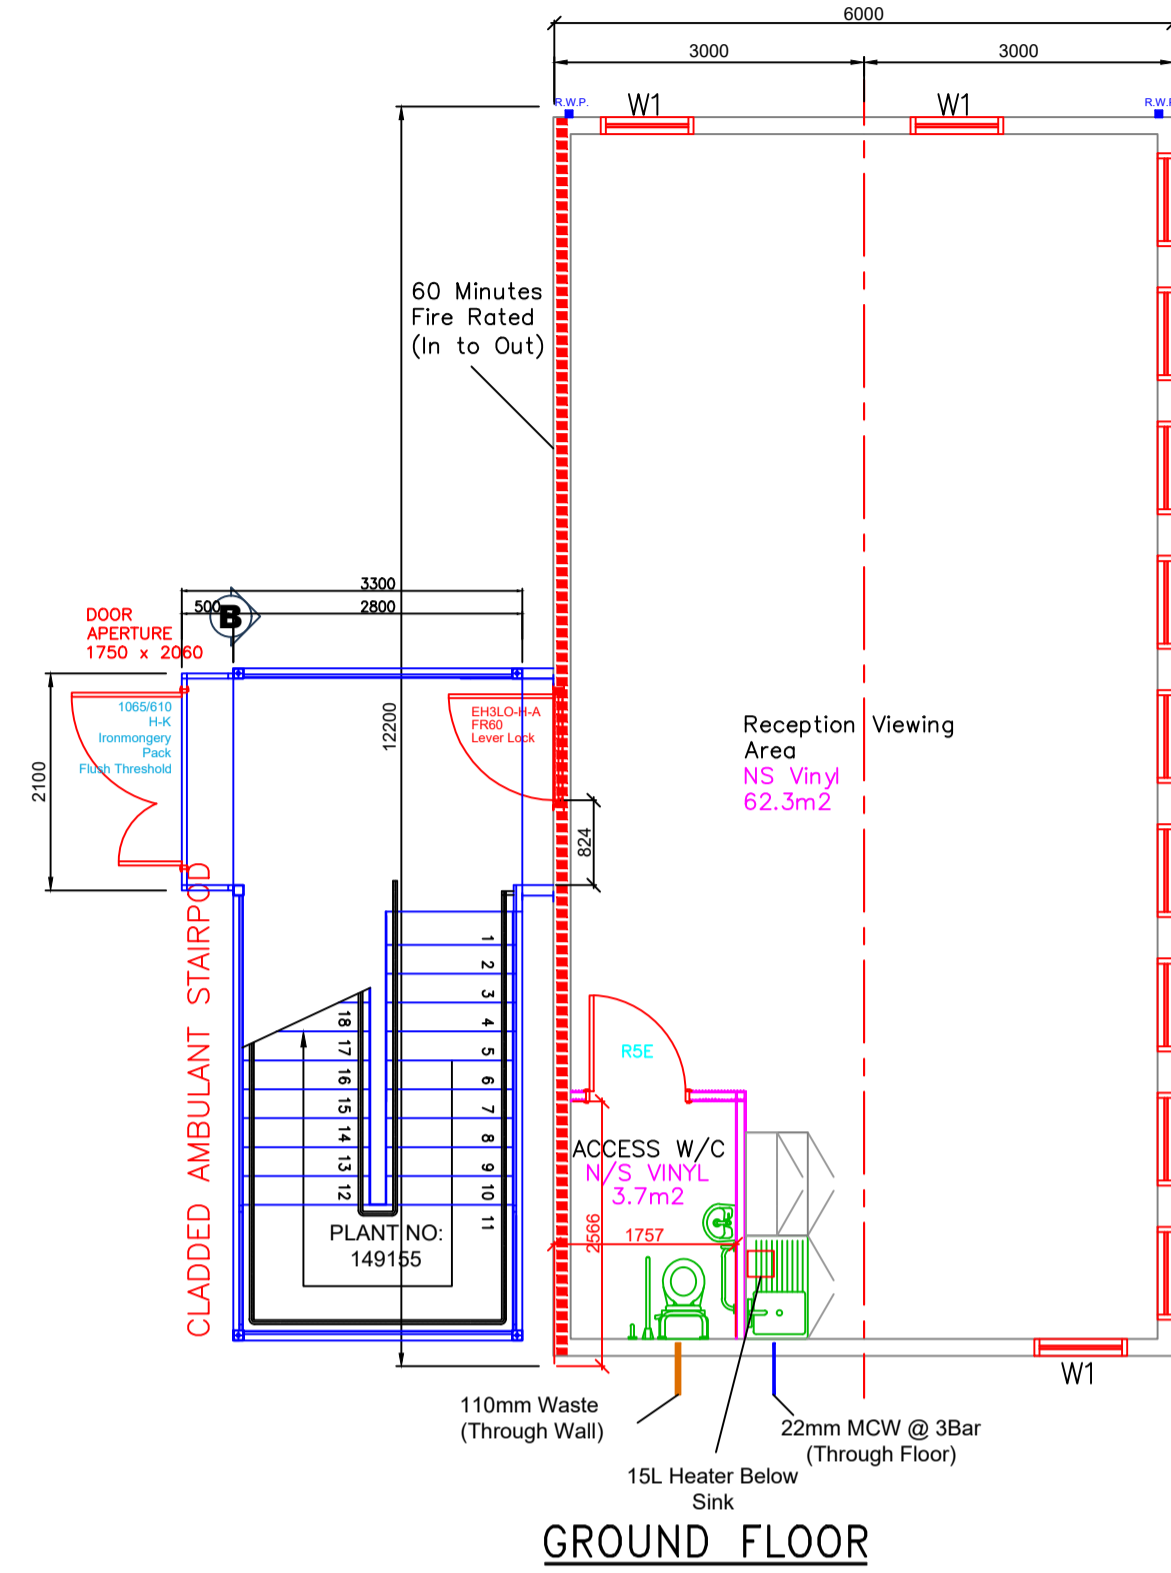 6000
3000
3000
R.W.P.
W1
W1
R.W.P
60 Minutes
Fire Rated
(In to Out)
3300
500
2800
B
DOOR
APERTURE
1750 x 2060
1065/610
H-K
Ironmongery
Pack
Flush Threshold
EH3LO-H-A
FR60
Lever Lock
12200
2100
824
Reception Viewing
Area
NS Vinyl
62.3m2
CLADDED AMBULANT STAIRPOD
1
2
3
4
5
6
7
8
9
10
11
18
17
16
15
14
13
12
PLANT NO:
149155
R5E
ACCESS W/C
N/S VINYL
3.7m2
2566
1757
W1
110mm Waste
(Through Wall)
22mm MCW @ 3Bar
(Through Floor)
15L Heater Below
Sink
GROUND FLOOR